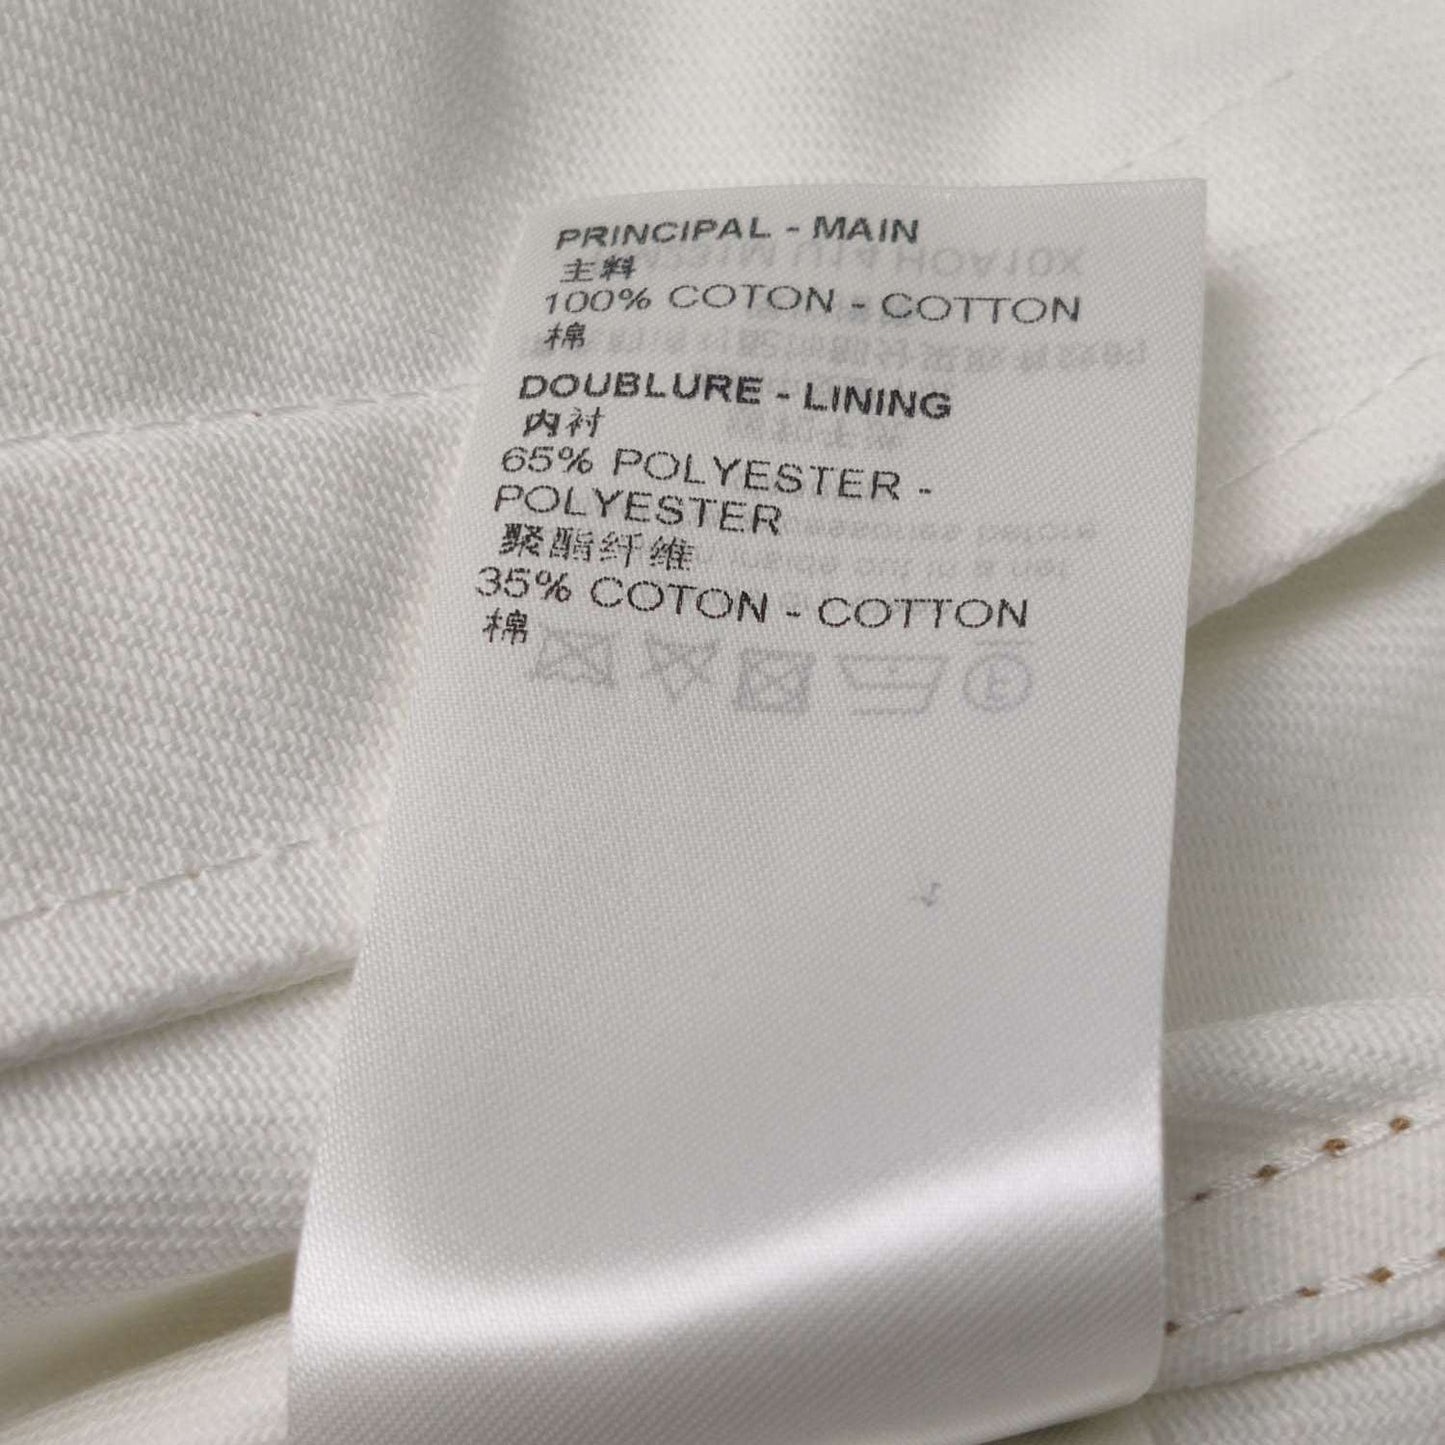 PRINCIPAL - MAIN
主料
100% COTON - COTTON
棉
DOUBLURE - LINING
内衬
65% POLYESTER -
POLYESTER
聚酯纤维
35% COTON - COTTON
棉